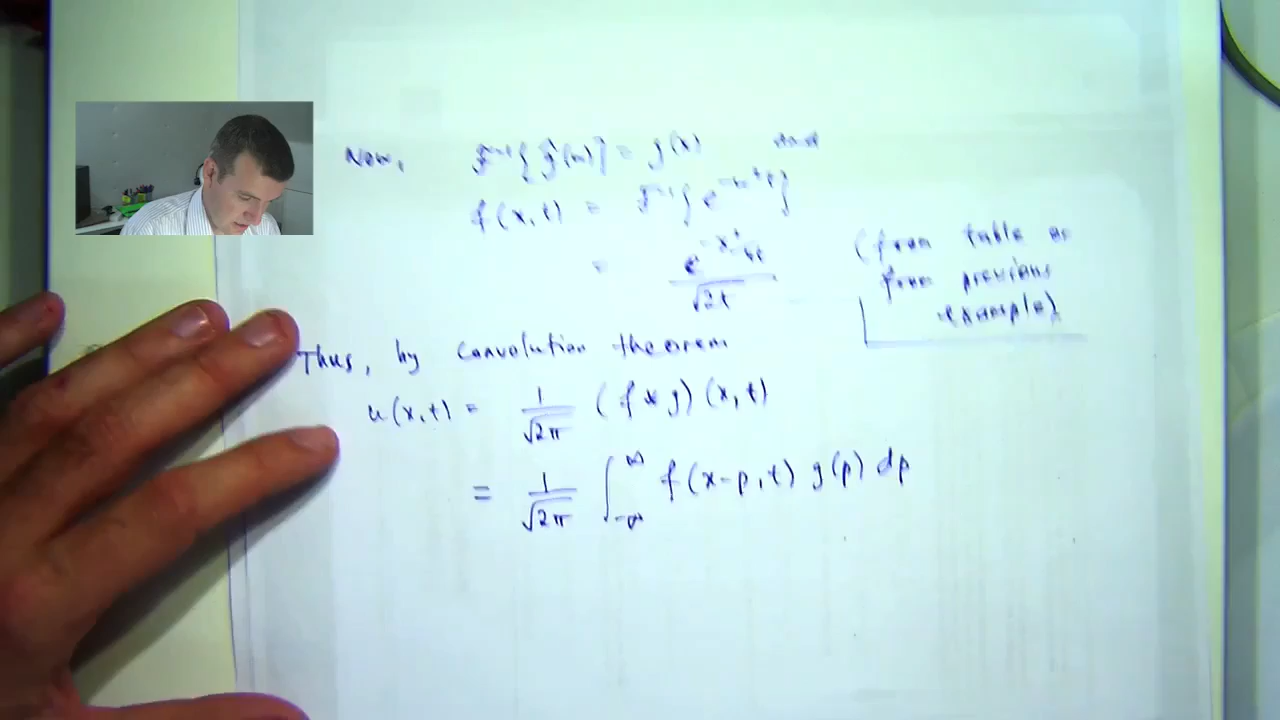 Now, F⁻¹{ĝ(ω)} = g(x) and
f(x,t) = F⁻¹{e^{-ω²t}}
= e^{-x²/4t} / √2t (from table or
from previous
example)
Thus, by convolution theorem
u(x,t) = 1/√2π (f*g)(x,t)
= 1/√2π ∫_{-∞}^{∞} f(x-p,t) g(p) dp